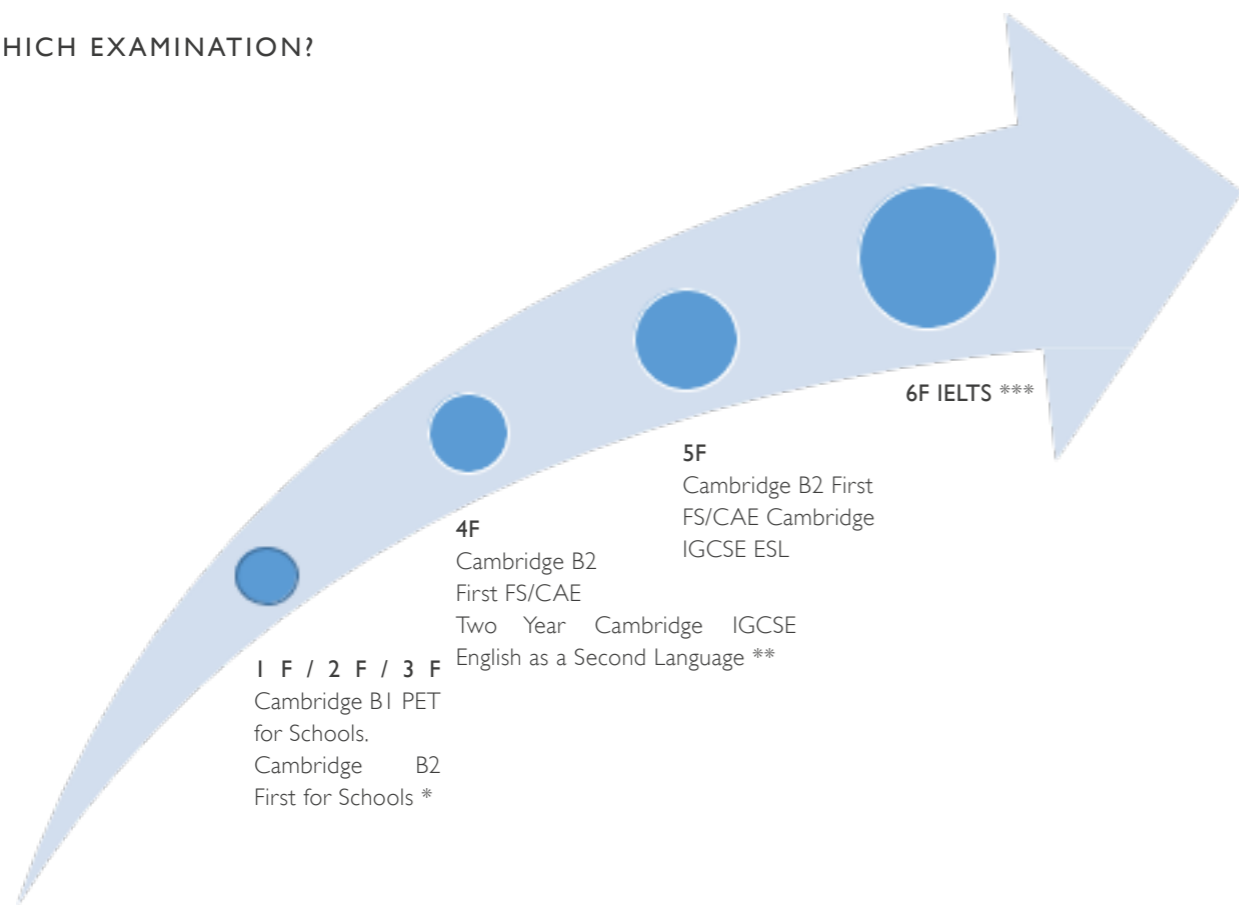 HICH EXAMINATION?
6F IELTS ***
5F
Cambridge B2 First
FS/CAE Cambridge
IGCSE ESL
4F
Cambridge B2
First FS/CAE
Two Year Cambridge IGCSE
English as a Second Language **
1 F / 2 F / 3 F
Cambridge B1 PET
for Schools.
Cambridge B2
First for Schools *